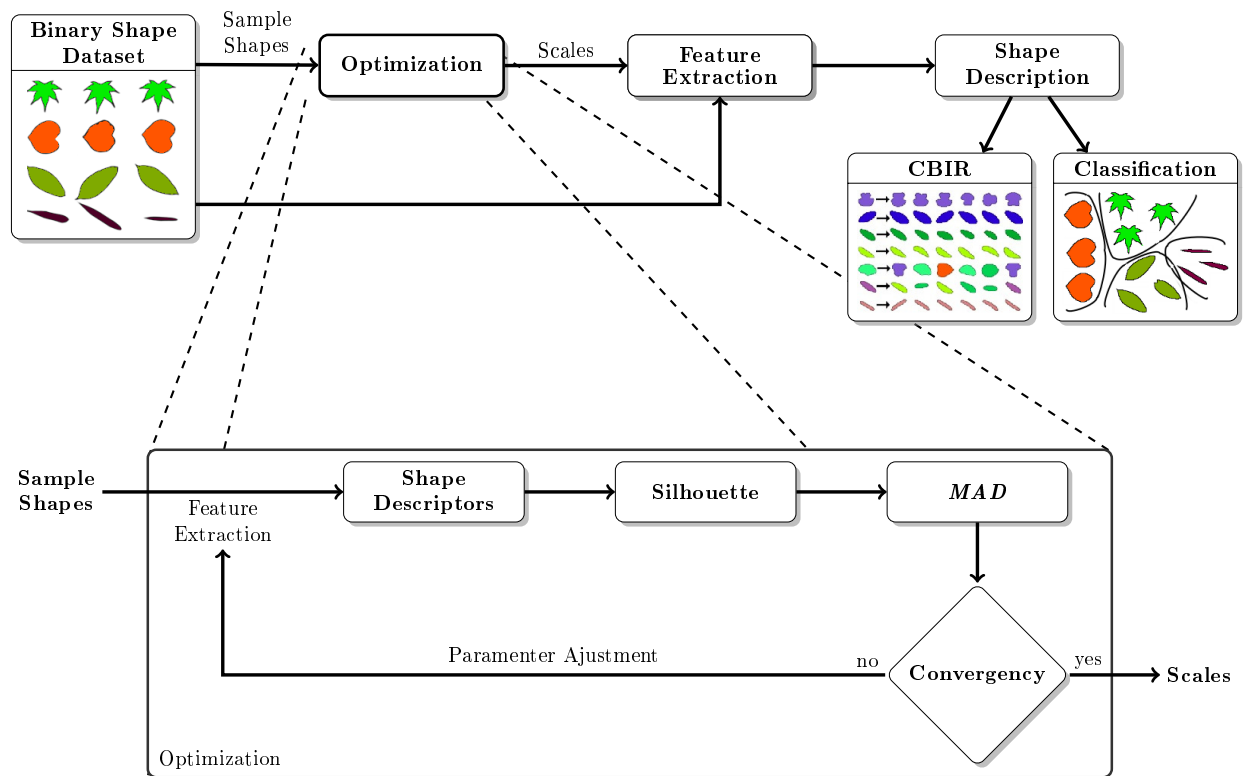 Binary Shape
Dataset
Sample
Shapes
Optimization
Scales
Feature
Extraction
Shape
Description
CBIR
Classification
Sample
Shapes
Feature
Extraction
Shape
Descriptors
Silhouette
MAD
Convergency
no
yes
Paramenter Ajustment
Scales
Optimization